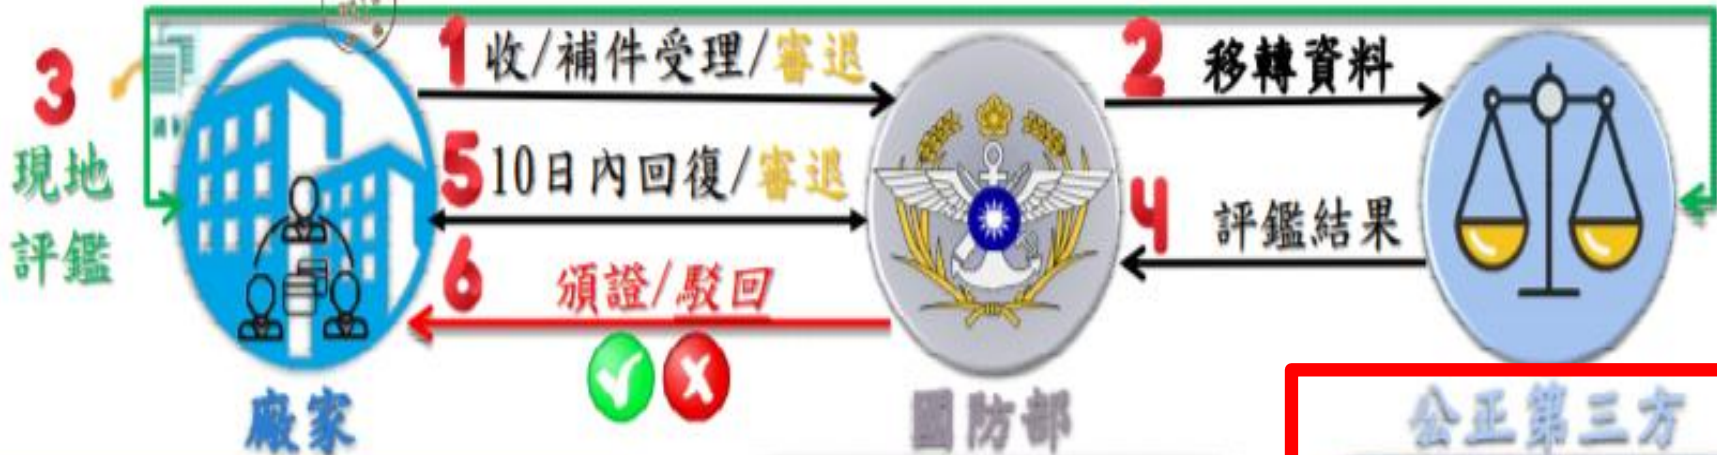 1 收/補件受理/審退
2 移轉資料
3
現地
評鑑
4 評鑑結果
5 10日內回復/審退
6 頒證/駁回
廠家
國防部
公正第三方